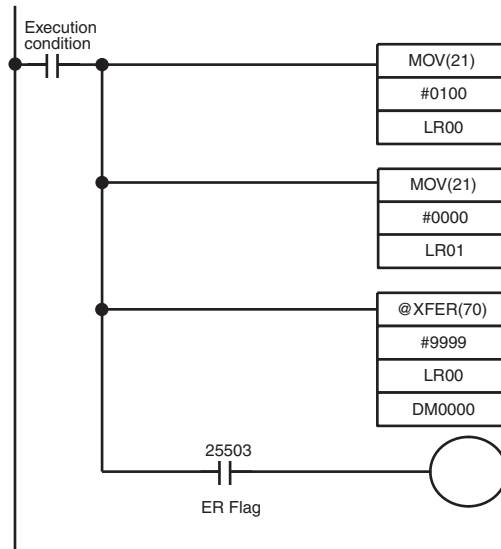 Execution
condition
MOV(21)
#0100
LR00
MOV(21)
#0000
LR01
@XFER(70)
#9999
LR00
DM0000
25503
ER Flag